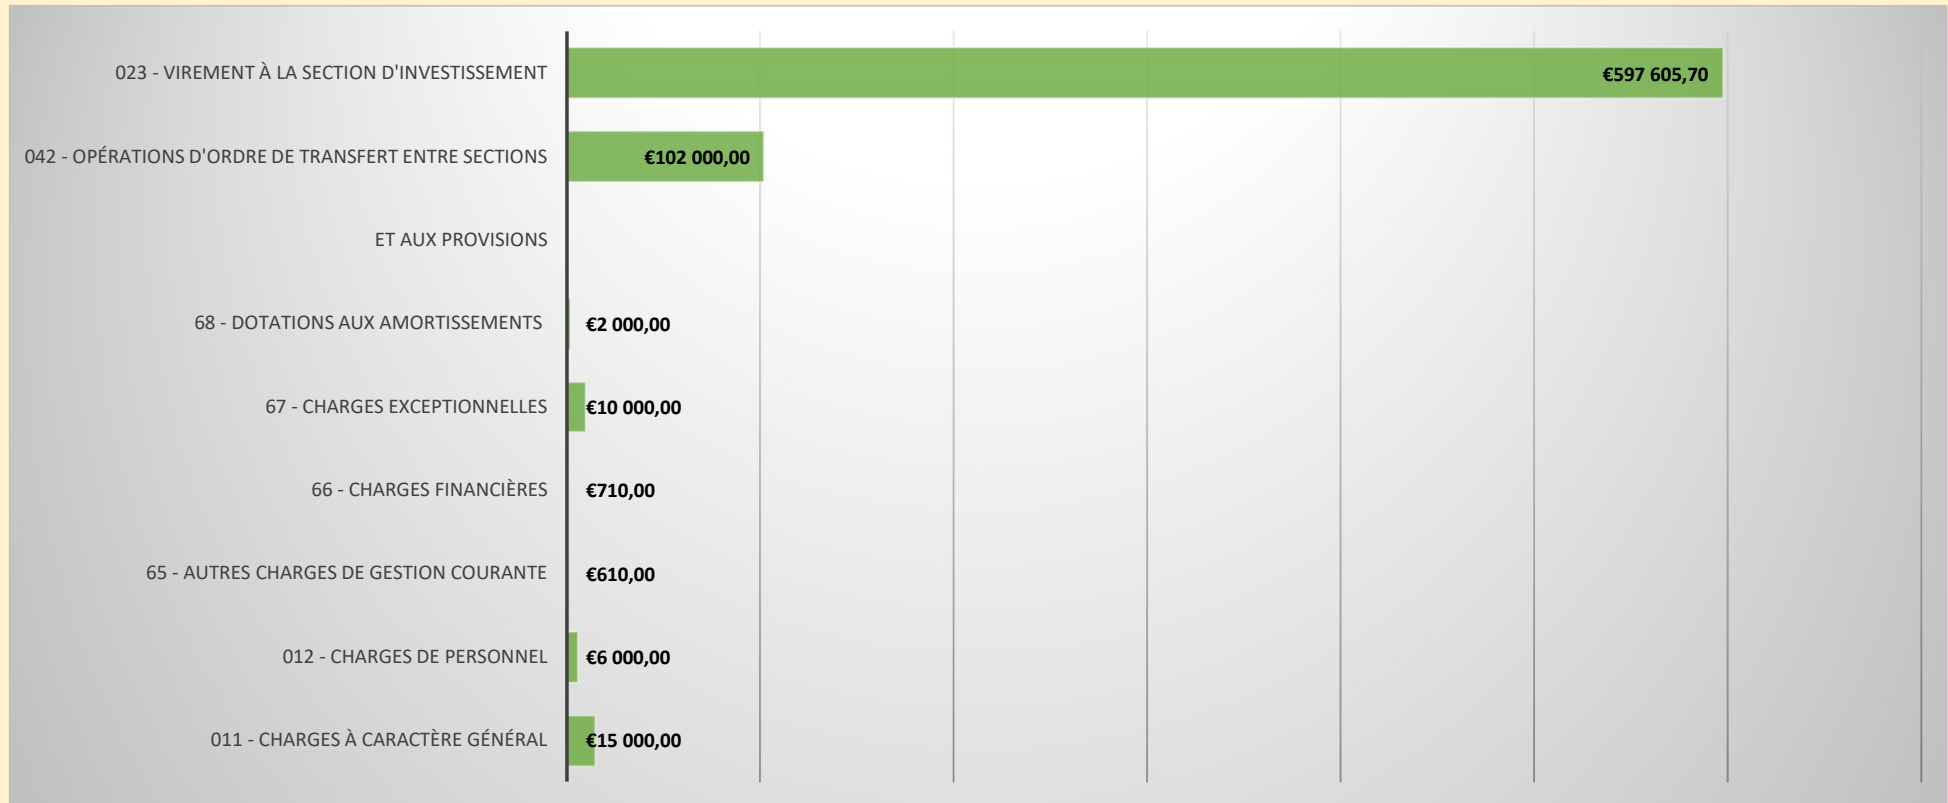 023 - VIREMENT À LA SECTION D'INVESTISSEMENT €597 605,70
042 - OPÉRATIONS D'ORDRE DE TRANSFERT ENTRE SECTIONS €102 000,00
ET AUX PROVISIONS
68 - DOTATIONS AUX AMORTISSEMENTS €2 000,00
67 - CHARGES EXCEPTIONNELLES €10 000,00
66 - CHARGES FINANCIÈRES €710,00
65 - AUTRES CHARGES DE GESTION COURANTE €610,00
012 - CHARGES DE PERSONNEL €6 000,00
011 - CHARGES À CARACTÈRE GÉNÉRAL €15 000,00